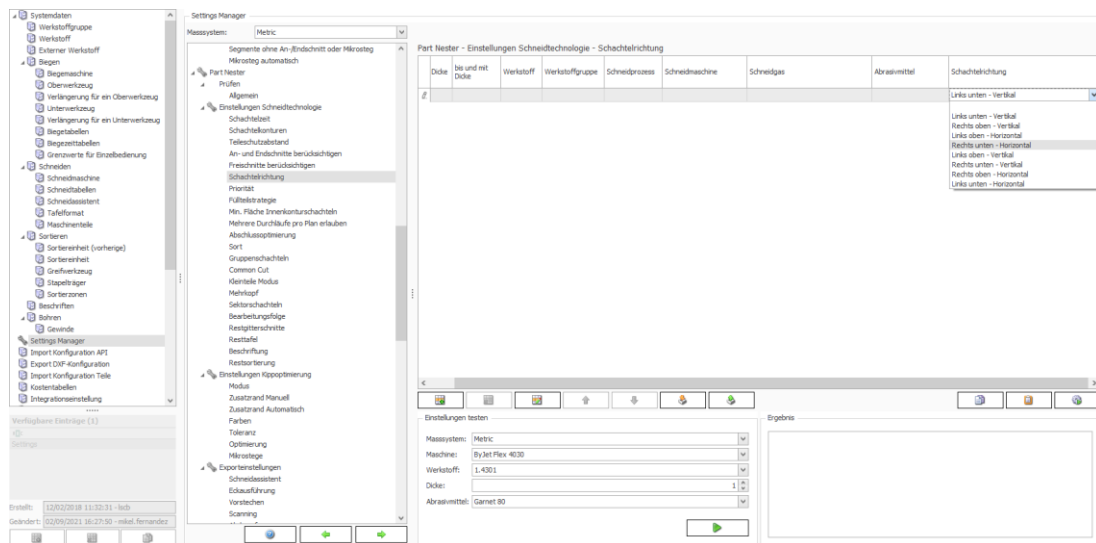 Systemdaten
Werkstoffgruppe
Werkstoff
Externer Werkstoff
Biegen
Biegemaschine
Oberwerkzeug
Verlängerung für ein Oberwerkzeug
Unterwerkzeug
Verlängerung für ein Unterwerkzeug
Biegetabellen
Biegezeittabellen
Grenzwerte für Einzelbedienung
Schneiden
Schneidmaschine
Schneidtabellen
Schneidassistent
Tafelformat
Maschinenteile
Sortieren
Sortiereinheit (vorherige)
Sortiereinheit
Greifwerkzeug
Stapelträger
Sortierzonen
Beschriften
Bohren
Gewinde
Settings Manager
Import Konfiguration API
Export DXF-Konfiguration
Import Konfiguration Teile
Kostentabellen
Integrationseinstellung
Verfügbare Einträge (1)
Settings
Erstellt: 12/02/2018 11:32:31 - lscb
Geändert: 02/09/2021 16:27:50 - mikel.fernandez
Settings Manager
Masssystem: Metric
Segmente ohne An-/Endschnitt oder Mikrosteg
Mikrosteg automatisch
Part Nester
Prüfen
Allgemein
Einstellungen Schneidtechnologie
Schachtelzeit
Schachtelkonturen
Teileschutzabstand
An- und Endschnitte berücksichtigen
Freischnitte berücksichtigen
Schachtelrichtung
Priorität
Füllteilstrategie
Min. Fläche Innenkonturschachteln
Mehrere Durchläufe pro Plan erlauben
Abschlussoptimierung
Sort
Gruppenschachteln
Common Cut
Kleinteile Modus
Mehrkopf
Sektorschachteln
Bearbeitungsfolge
Restgitterschnitte
Resttafel
Beschriftung
Restsortierung
Einstellungen Kippoptimierung
Modus
Zusatzrand Manuell
Zusatzrand Automatisch
Farben
Toleranz
Optimierung
Mikrostege
Exporteinstellungen
Schneidassistent
Eckausführung
Vorstechen
Scanning
Part Nester - Einstellungen Schneidtechnologie - Schachtelrichtung
Dicke bis und mit Dicke Werkstoff Werkstoffgruppe Schneidprozess Schneidmaschine Schneidgas Abrasivmittel Schachtelrichtung
Links unten - Vertikal
Links unten - Vertikal
Rechts oben - Vertikal
Links oben - Horizontal
Rechts unten - Horizontal
Links oben - Vertikal
Rechts unten - Vertikal
Rechts oben - Horizontal
Links unten - Horizontal
Einstellungen testen
Masssystem: Metric
Maschine: ByJet Flex 4030
Werkstoff: 1.4301
Dicke: 1
Abrasivmittel: Garnet 80
Ergebnis